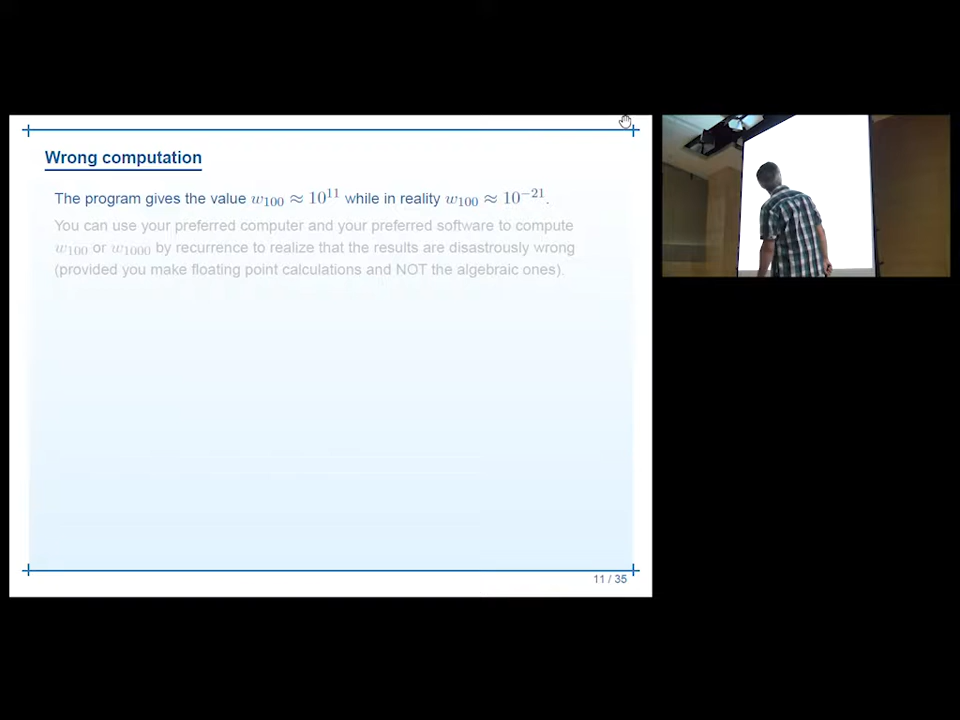 Wrong computation
The program gives the value w₁₀₀ ≈ 10¹¹ while in reality w₁₀₀ ≈ 10⁻²¹.
You can use your preferred computer and your preferred software to compute
w₁₀₀ or w₁₀₀₀ by recurrence to realize that the results are disastrously wrong
(provided you make floating point calculations and NOT the algebraic ones).
11 / 35